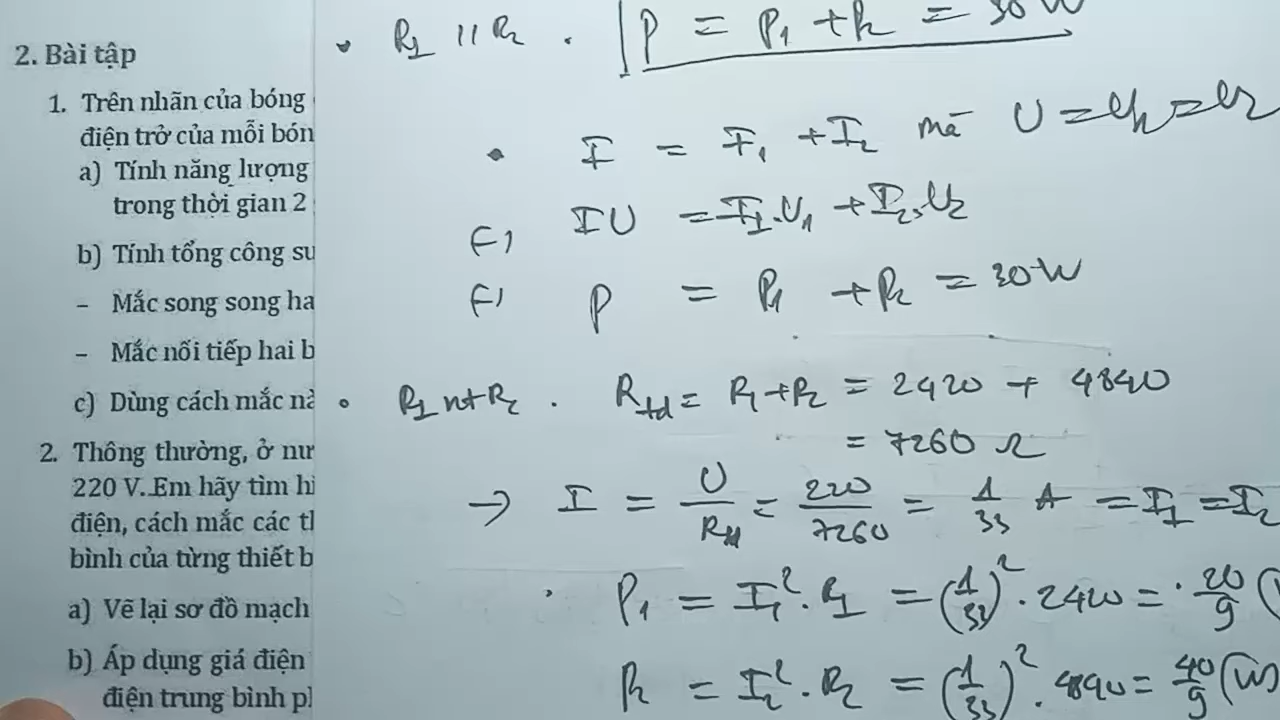 2. Bài tập
1. Trên nhãn của bóng
điện trở của mỗi bón
a) Tính năng lượng
trong thời gian 2
b) Tính tổng công su
– Mắc song song ha
– Mắc nối tiếp hai b
c) Dùng cách mắc nà
2. Thông thường, ở nư
220 V. Em hãy tìm hi
điện, cách mắc các th
bình của từng thiết b
a) Vẽ lại sơ đồ mạch
b) Áp dụng giá điện
điện trung bình ph
• R1 // R2 . P = P1 + P2 = 30 W
• I = I1 + I2 mà U = U1 = U2
(-) IU = I1.U1 + I2.U2
(-) P = P1 + P2 = 30 W
• R1 nt R2 . Rtđ = R1 + R2 = 2420 + 4840
= 7260 Ω
→ I = U/Rtđ = 220/7260 = 1/33 A = I1 = I2
• P1 = I1². R1 = (1/33)² . 2420 = 20/9 (
P2 = I2² . R2 = (1/33)² . 4840 = 40/9 (W)